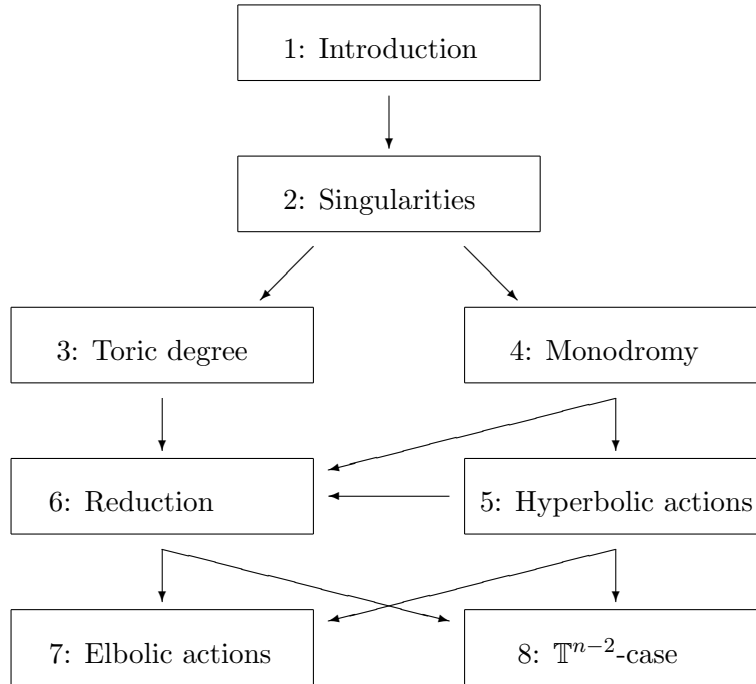 1: Introduction
2: Singularities
3: Toric degree
4: Monodromy
6: Reduction
5: Hyperbolic actions
7: Elbolic actions
8: 𝕋ⁿ⁻²-case